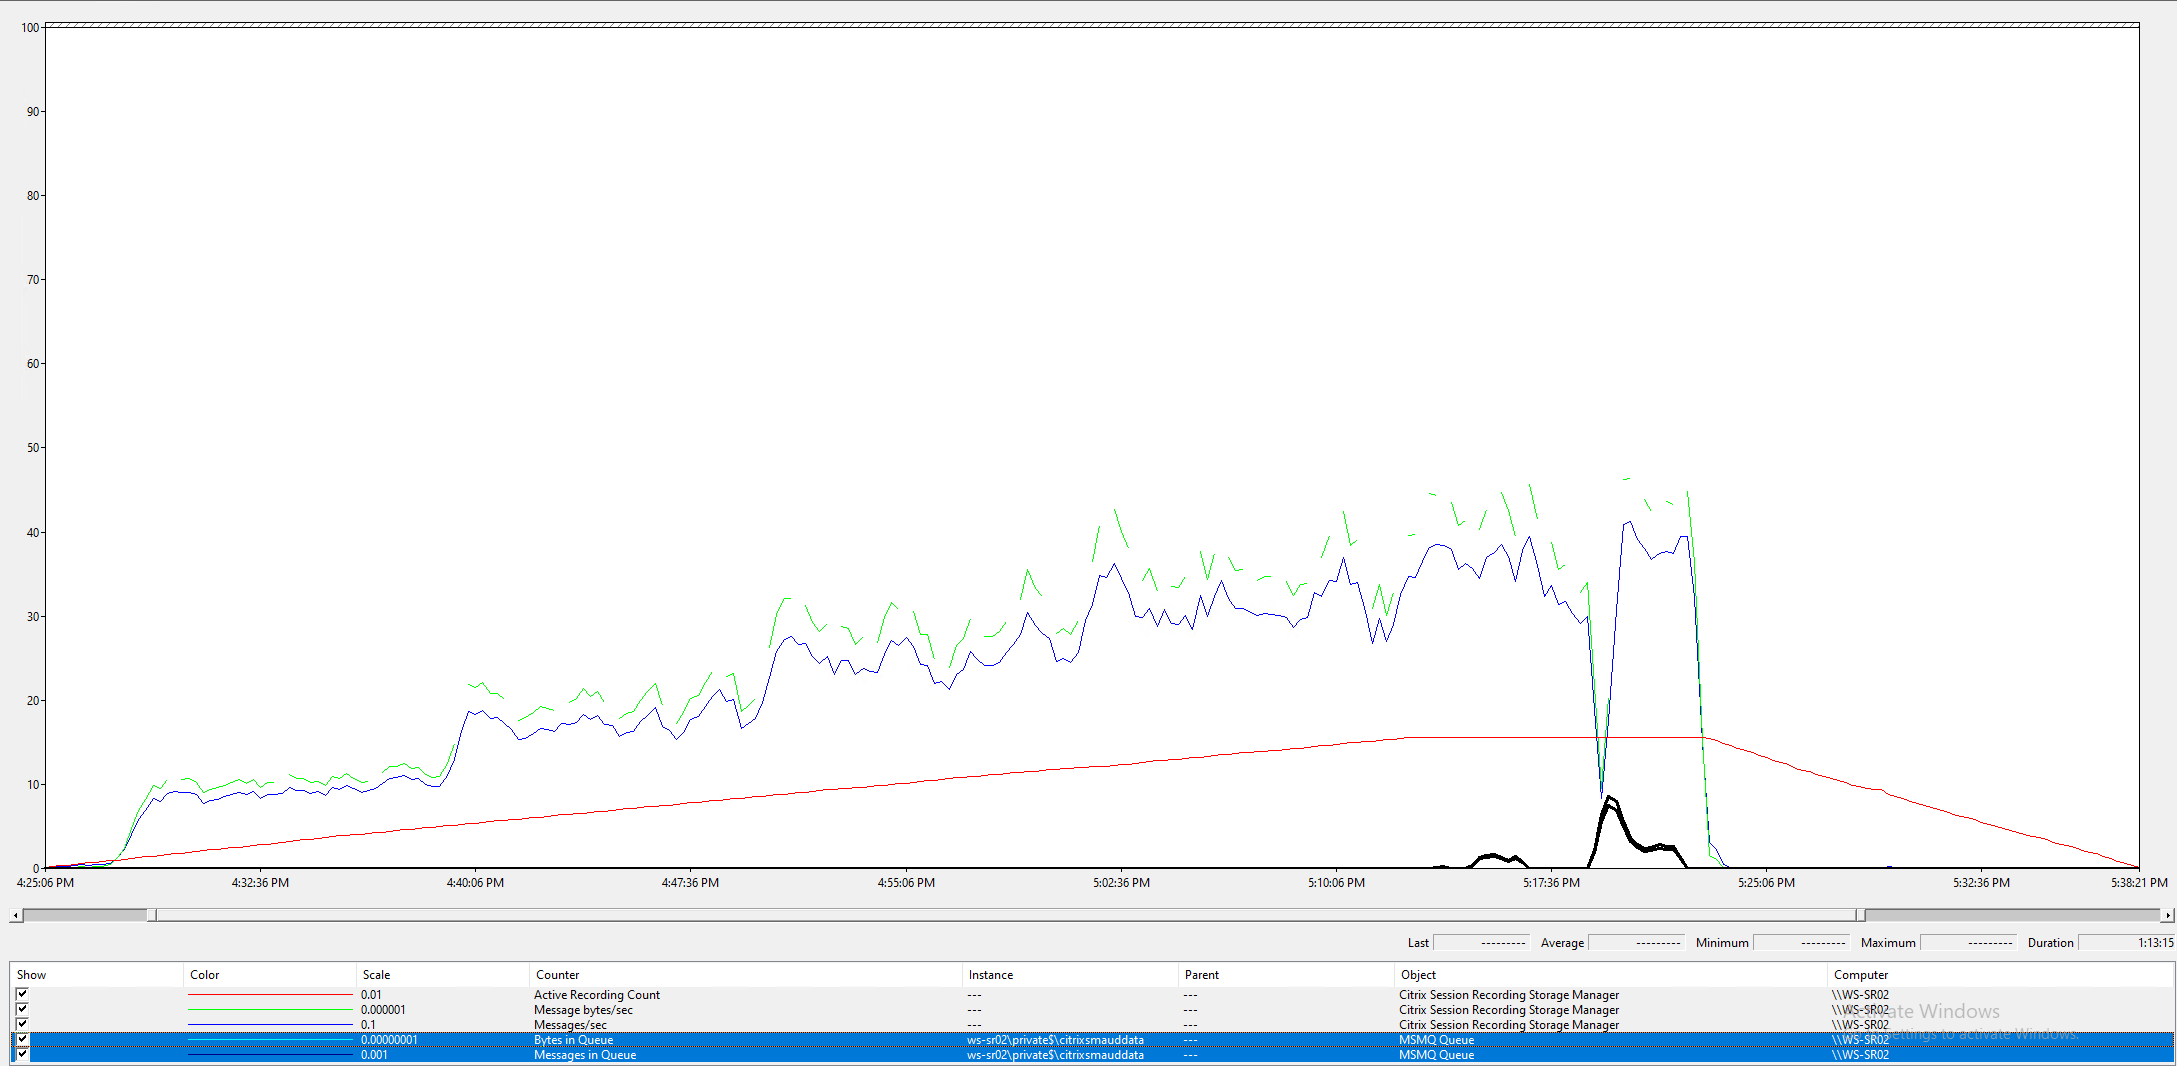 100
90
80
70
60
50
40
30
20
10
0
4:25:06 PM 4:32:36 PM 4:40:06 PM 4:47:36 PM 4:55:06 PM 5:02:36 PM 5:10:06 PM 5:17:36 PM 5:25:06 PM 5:32:36 PM 5:38:21 PM
Last --------- Average --------- Minimum --------- Maximum --------- Duration 1:13:15
Show Color Scale Counter Instance Parent Object Computer
0.01 Active Recording Count --- --- Citrix Session Recording Storage Manager \\WS-SR02
0.000001 Message bytes/sec --- --- Citrix Session Recording Storage Manager \\WS-SR02
0.1 Messages/sec --- --- Citrix Session Recording Storage Manager \\WS-SR02
0.00000001 Bytes in Queue ws-sr02\private$\citrixsmauddata --- MSMQ Queue \\WS-SR02
0.001 Messages in Queue ws-sr02\private$\citrixsmauddata --- MSMQ Queue \\WS-SR02
Activate Windows
Settings to activate Windows.